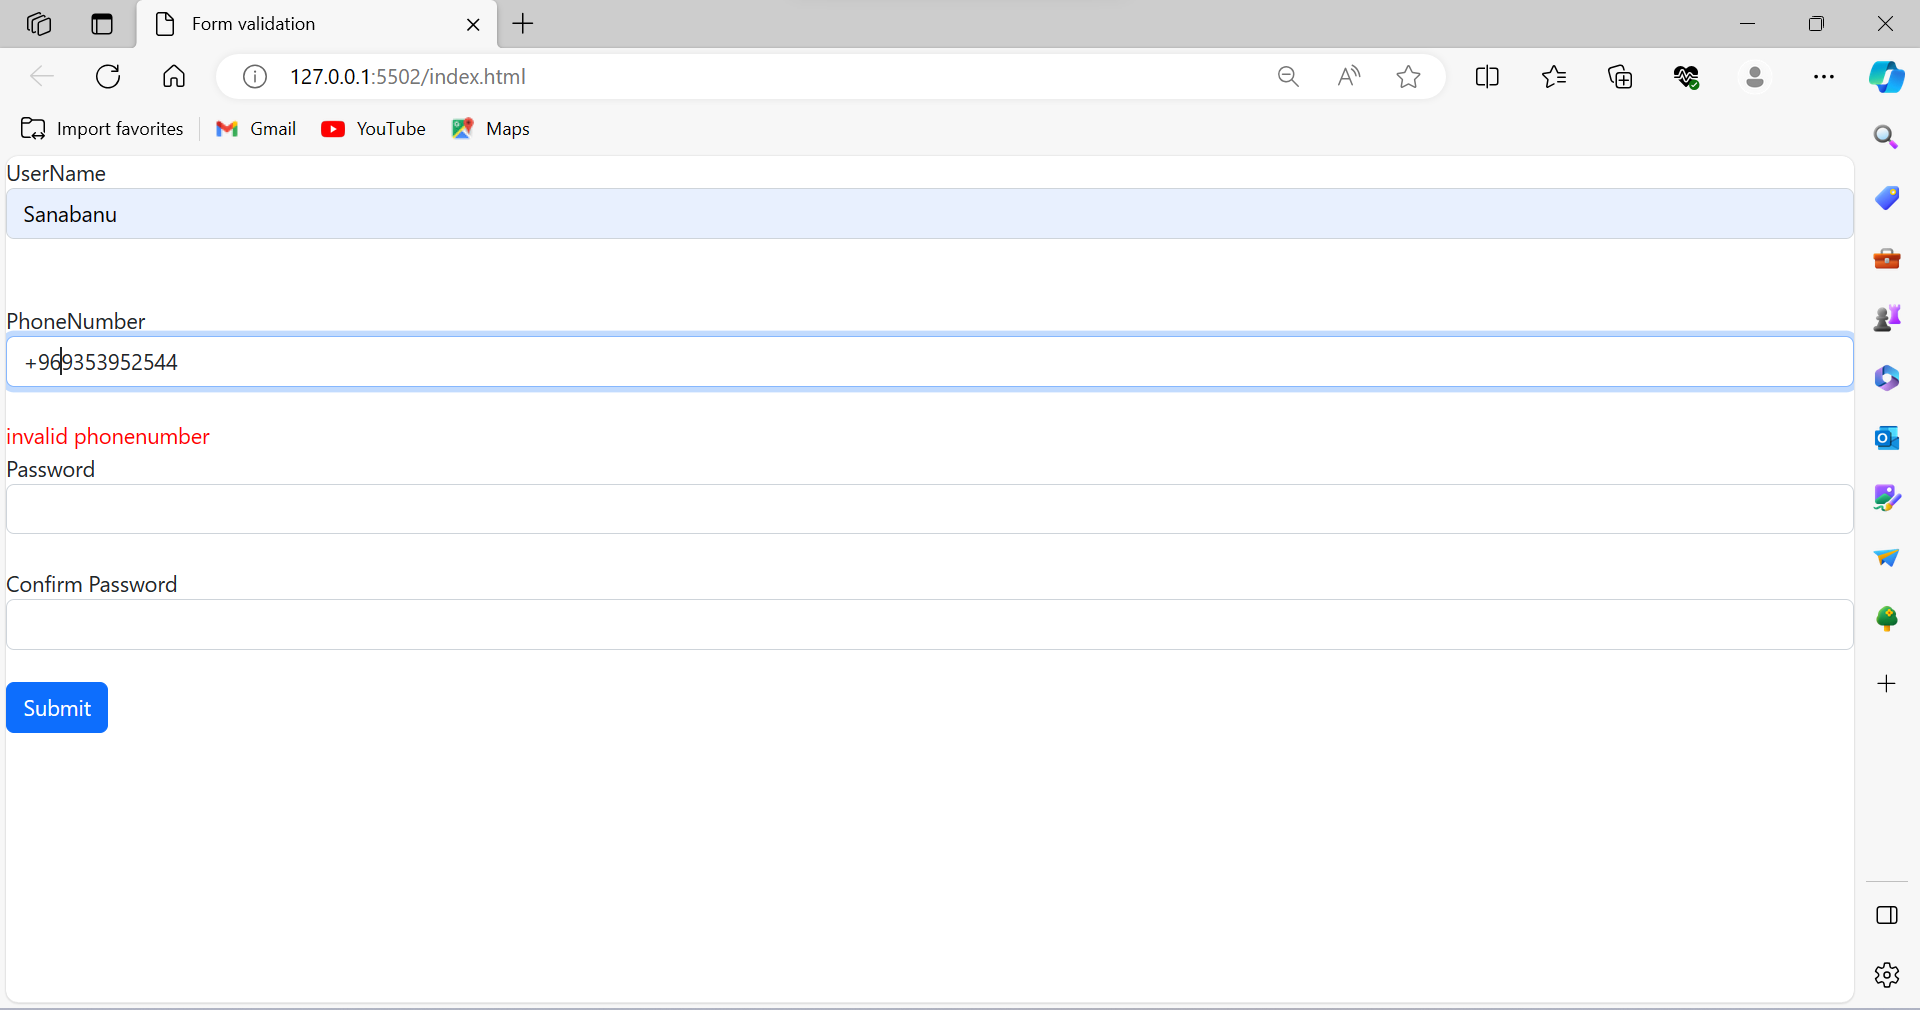 Form validation
127.0.0.1:5502/index.html
Import favorites
Gmail
YouTube
Maps
UserName
Sanabanu
PhoneNumber
+969353952544
invalid phonenumber
Password
Confirm Password
Submit